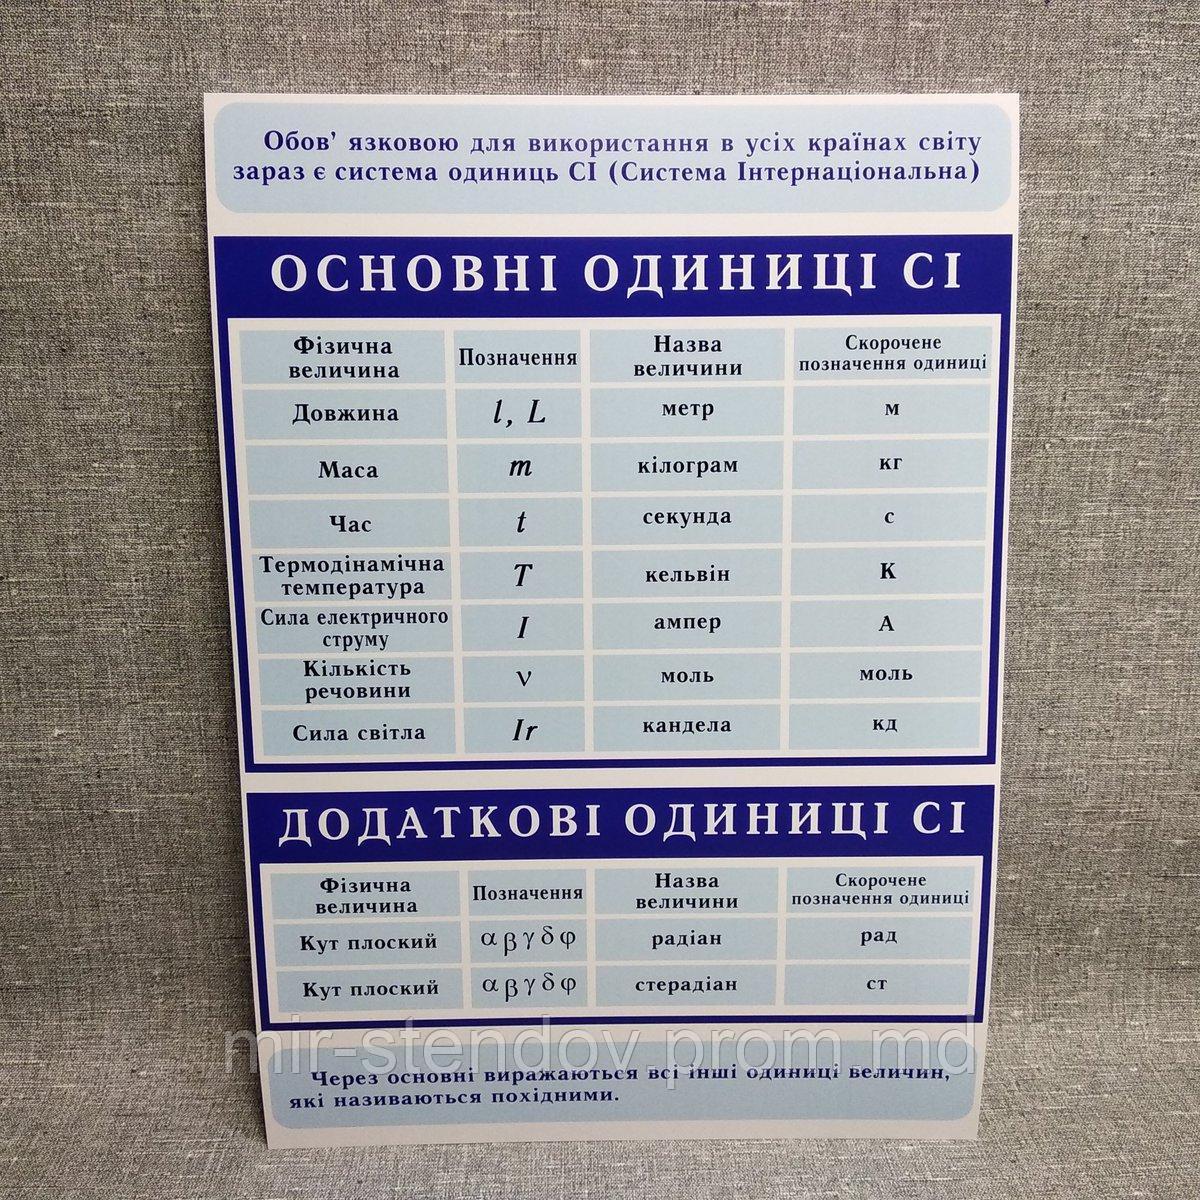 Обов' язковою для використання в усіх країнах світу
зараз є система одиниць СІ (Система Інтернаціональна)
ОСНОВНІ ОДИНИЦІ СІ
Фізична величина Позначення Назва величини Скорочене позначення одиниці
Довжина l, L метр м
Маса m кілограм кг
Час t секунда с
Термодінамічна температура T кельвін К
Сила електричного струму I ампер А
Кількість речовини ν моль моль
Сила світла Ir кандела кд
ДОДАТКОВІ ОДИНИЦІ СІ
Фізична величина Позначення Назва величини Скорочене позначення одиниці
Кут плоский α β γ δ φ радіан рад
Кут плоский α β γ δ φ стерадіан ст
mir-stendov.prom.md
Через основні виражаються всі інші одиниці величин,
які називаються похідними.